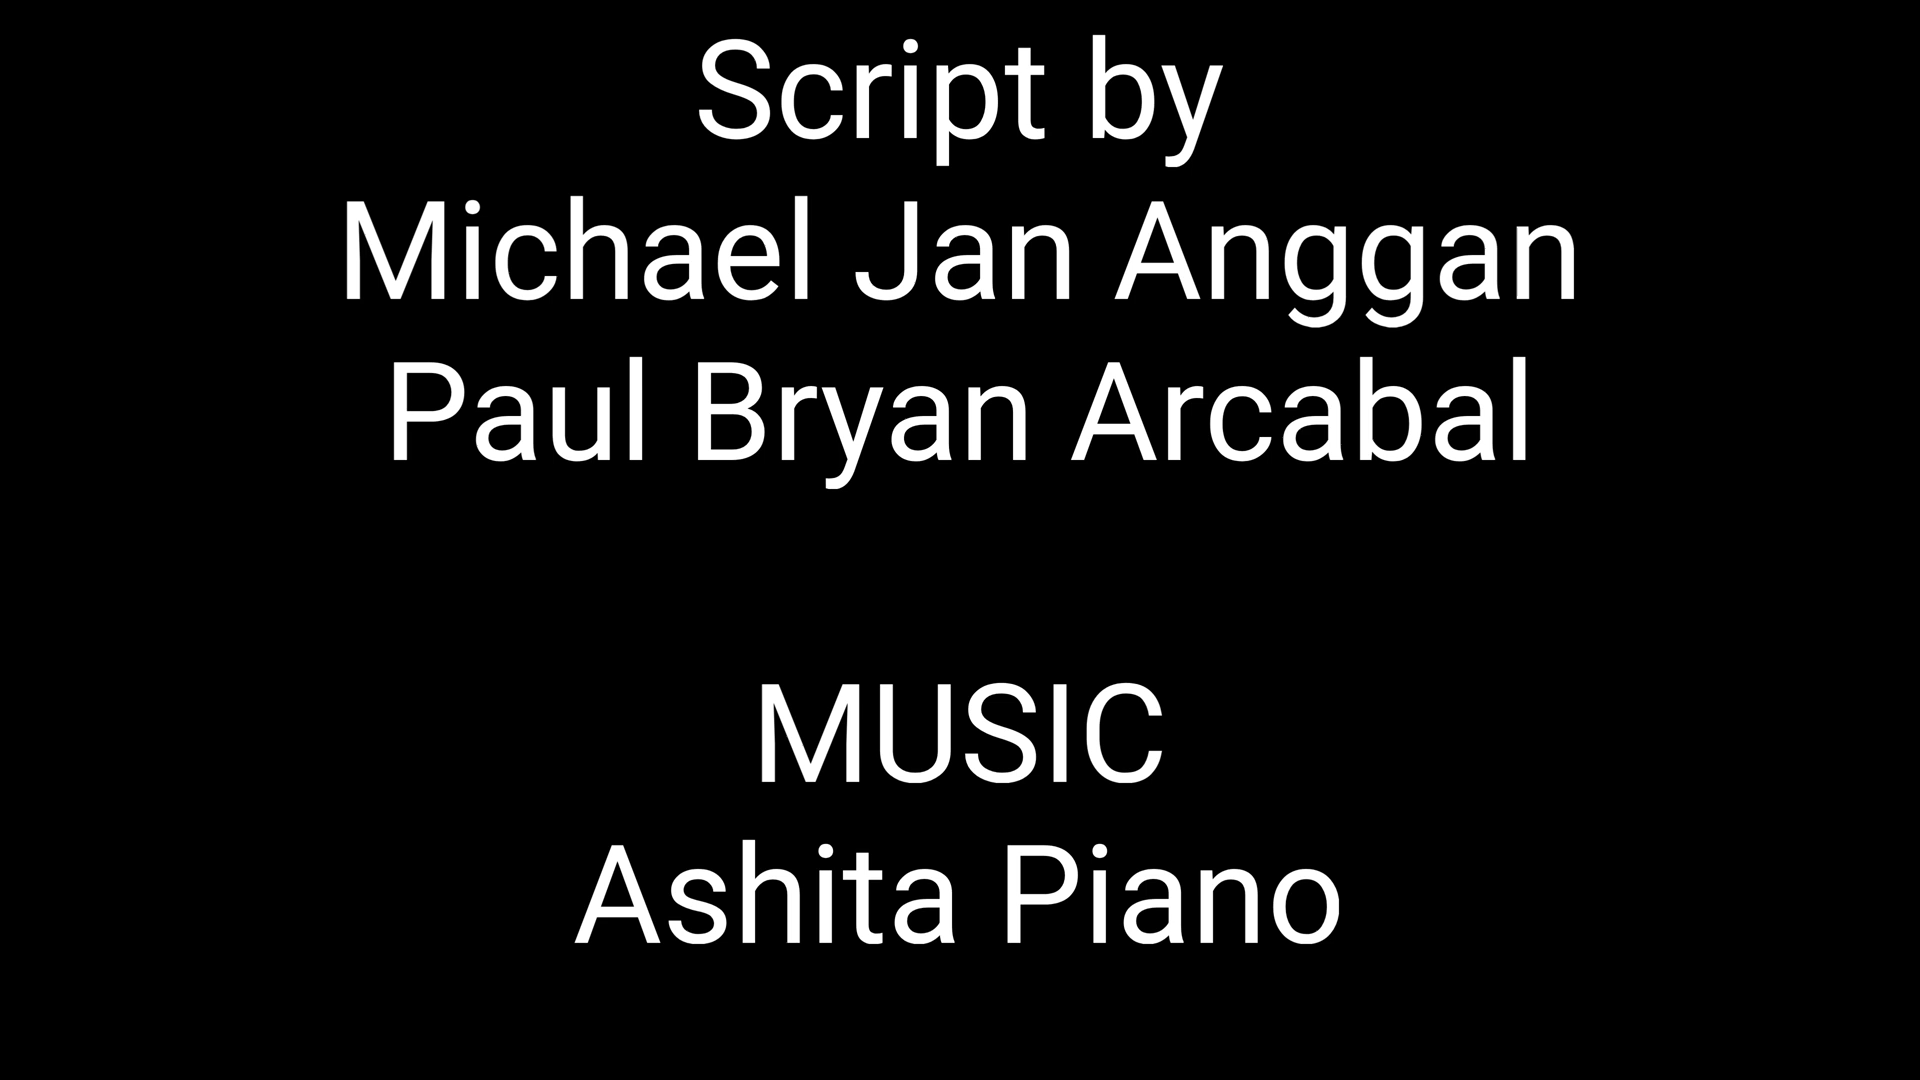 Script by
Michael Jan Anggan
Paul Bryan Arcabal
MUSIC
Ashita Piano